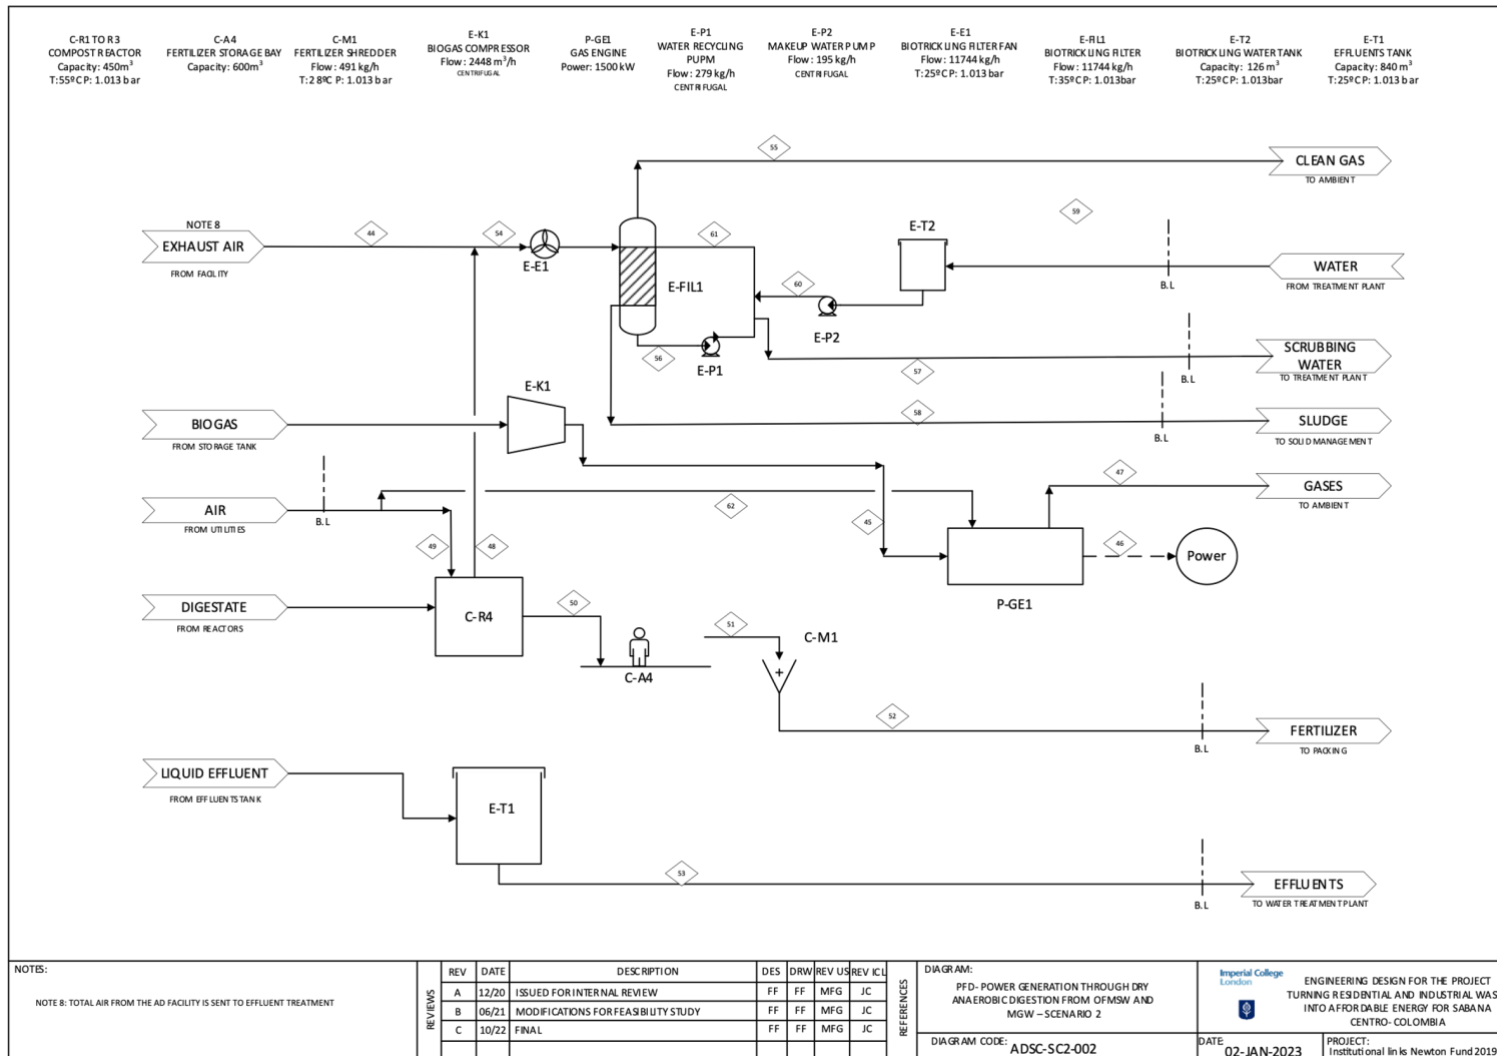 C-R1 TO R3
COMPOST REACTOR
Capacity: 450m³
T:55ºC P: 1.013 bar
C-A4
FERTILIZER STORAGE BAY
Capacity: 600m³
C-M1
FERTILIZER SHREDDER
Flow: 491 kg/h
T:28ºC P: 1.013 bar
E-K1
BIOGAS COMPRESSOR
Flow: 2448 m³/h
CENTRIFUGAL
P-GE1
GAS ENGINE
Power: 1500 kW
E-P1
WATER RECYCLING
PUPM
Flow: 279 kg/h
CENTRIFUGAL
E-P2
MAKEUP WATER PUMP
Flow: 195 kg/h
CENTRIFUGAL
E-E1
BIOTRICKLING FILTER FAN
Flow: 11744 kg/h
T:25ºC P: 1.013 bar
E-FIL1
BIOTRICKLING FILTER
Flow: 11744 kg/h
T:35ºC P: 1.013bar
E-T2
BIOTRICKLING WATER TANK
Capacity: 126 m³
T:25ºC P: 1.013bar
E-T1
EFFLUENTS TANK
Capacity: 840 m³
T:25ºC P: 1.013 bar
55
CLEAN GAS
TO AMBIENT
NOTE 8
EXHAUST AIR
FROM FACILITY
44
54
E-E1
61
E-FIL1
59
E-T2
WATER
FROM TREATMENT PLANT
B.L
60
E-P2
56
E-P1
57
SCRUBBING
WATER
TO TREATMENT PLANT
B.L
E-K1
BIOGAS
FROM STORAGE TANK
58
SLUDGE
TO SOLID MANAGEMENT
B.L
47
GASES
TO AMBIENT
AIR
FROM UTILITIES
B.L
62
45
49
48
46
Power
P-GE1
DIGESTATE
FROM REACTORS
C-R4
50
C-A4
51
C-M1
52
FERTILIZER
TO PACKING
B.L
LIQUID EFFLUENT
FROM EFFLUENTS TANK
E-T1
53
EFFLUENTS
TO WATER TREATMENT PLANT
B.L
NOTES:
NOTE 8: TOTAL AIR FROM THE AD FACILITY IS SENT TO EFFLUENT TREATMENT
REVIEWS
REV DATE DESCRIPTION DES DRW REV US REV ICL
A 12/20 ISSUED FOR INTERNAL REVIEW FF FF MFG JC
B 06/21 MODIFICATIONS FOR FEASIBILITY STUDY FF FF MFG JC
C 10/22 FINAL FF FF MFG JC
REFERENCES
DIAGRAM:
PFD- POWER GENERATION THROUGH DRY
ANAEROBIC DIGESTION FROM OFMSW AND
MGW – SCENARIO 2
DIAGRAM CODE:
ADSC-SC2-002
Imperial College
London
ENGINEERING DESIGN FOR THE PROJECT
TURNING RESIDENTIAL AND INDUSTRIAL WAS
INTO AFFORDABLE ENERGY FOR SABANA
CENTRO- COLOMBIA
DATE:
02-JAN-2023
PROJECT:
Institutional links Newton Fund 2019